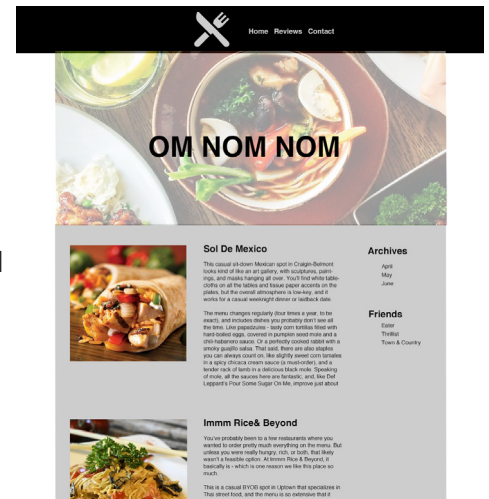 Home Reviews Contact
OM NOM NOM
Sol De Mexico
This casual sit-down Mexican spot in Craigin-Belmont
looks kind of like an art gallery, with sculptures, paint-
ings, and masks hanging all over. You'll find white table-
cloths on all the tables and tissue paper accents on the
plates, but the overall atmosphere is low-key, and it
works for a casual weeknight dinner or laidback date.
The menu changes regularly (four times a year, to be
exact), and includes dishes you probably don't see all
the time. Like papadzules - tasty corn tortillas filled with
hard-boiled eggs, covered in pumpkin seed mole and a
chili-habanero sauce. Or a perfectly cooked rabbit with a
smoky guajillo salsa. That said, there are also staples
you can always count on, like slightly sweet corn tamales
in a spicy chicaca cream sauce (a must-order), and a
tender rack of lamb in a delicious black mole. Speaking
of mole, all the sauces here are fantastic, and, like Def
Leppard's Pour Some Sugar On Me, improve just about
Archives
April
May
June
Friends
Eater
Thrillist
Town & Country
Immm Rice& Beyond
You've probably been to a few restaurants where you
wanted to order pretty much everything on the menu. But
unless you were really hungry, rich, or both, that likely
wasn't a feasible option. At Immm Rice & Beyond, it
basically is - which is one reason we like this place so
much.
This is a casual BYOB spot in Uptown that specializes in
Thai street food, and the menu is so extensive that it